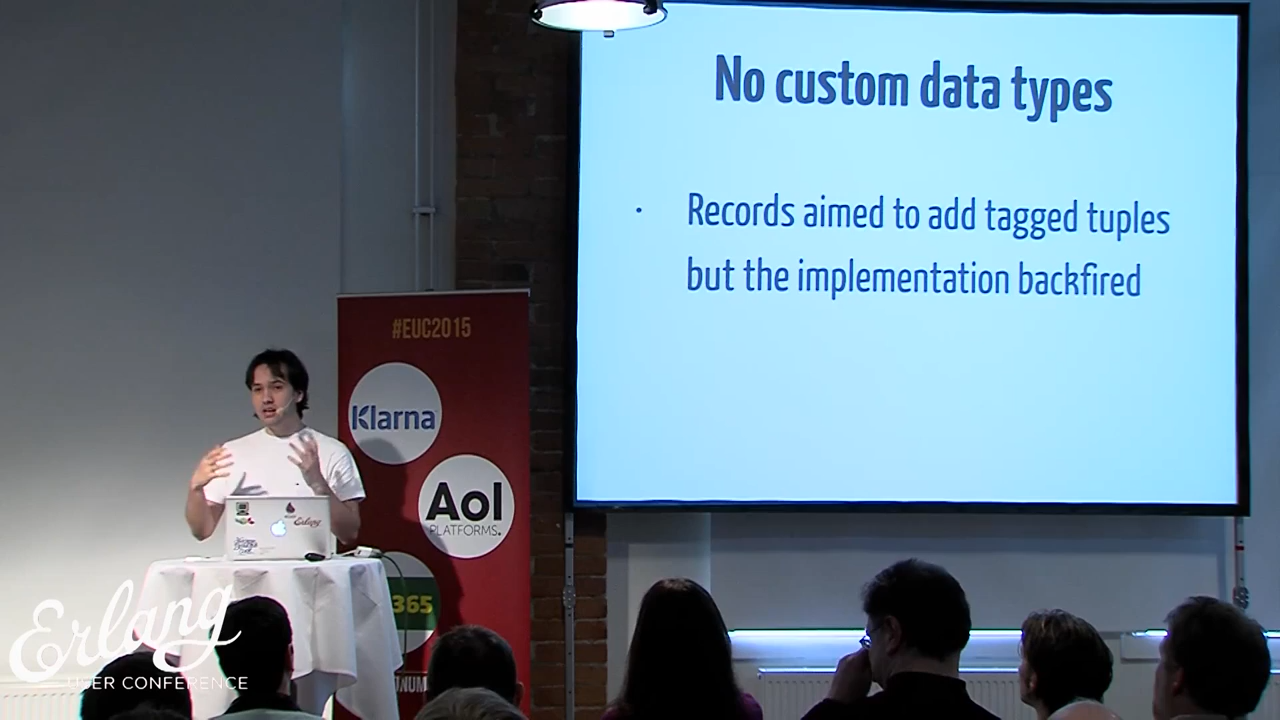 No custom data types
· Records aimed to add tagged tuples
but the implementation backfired
#EUC2015
Klarna
Aol
PLATFORMS.
365
Erlang
Erlang
USER CONFERENCE